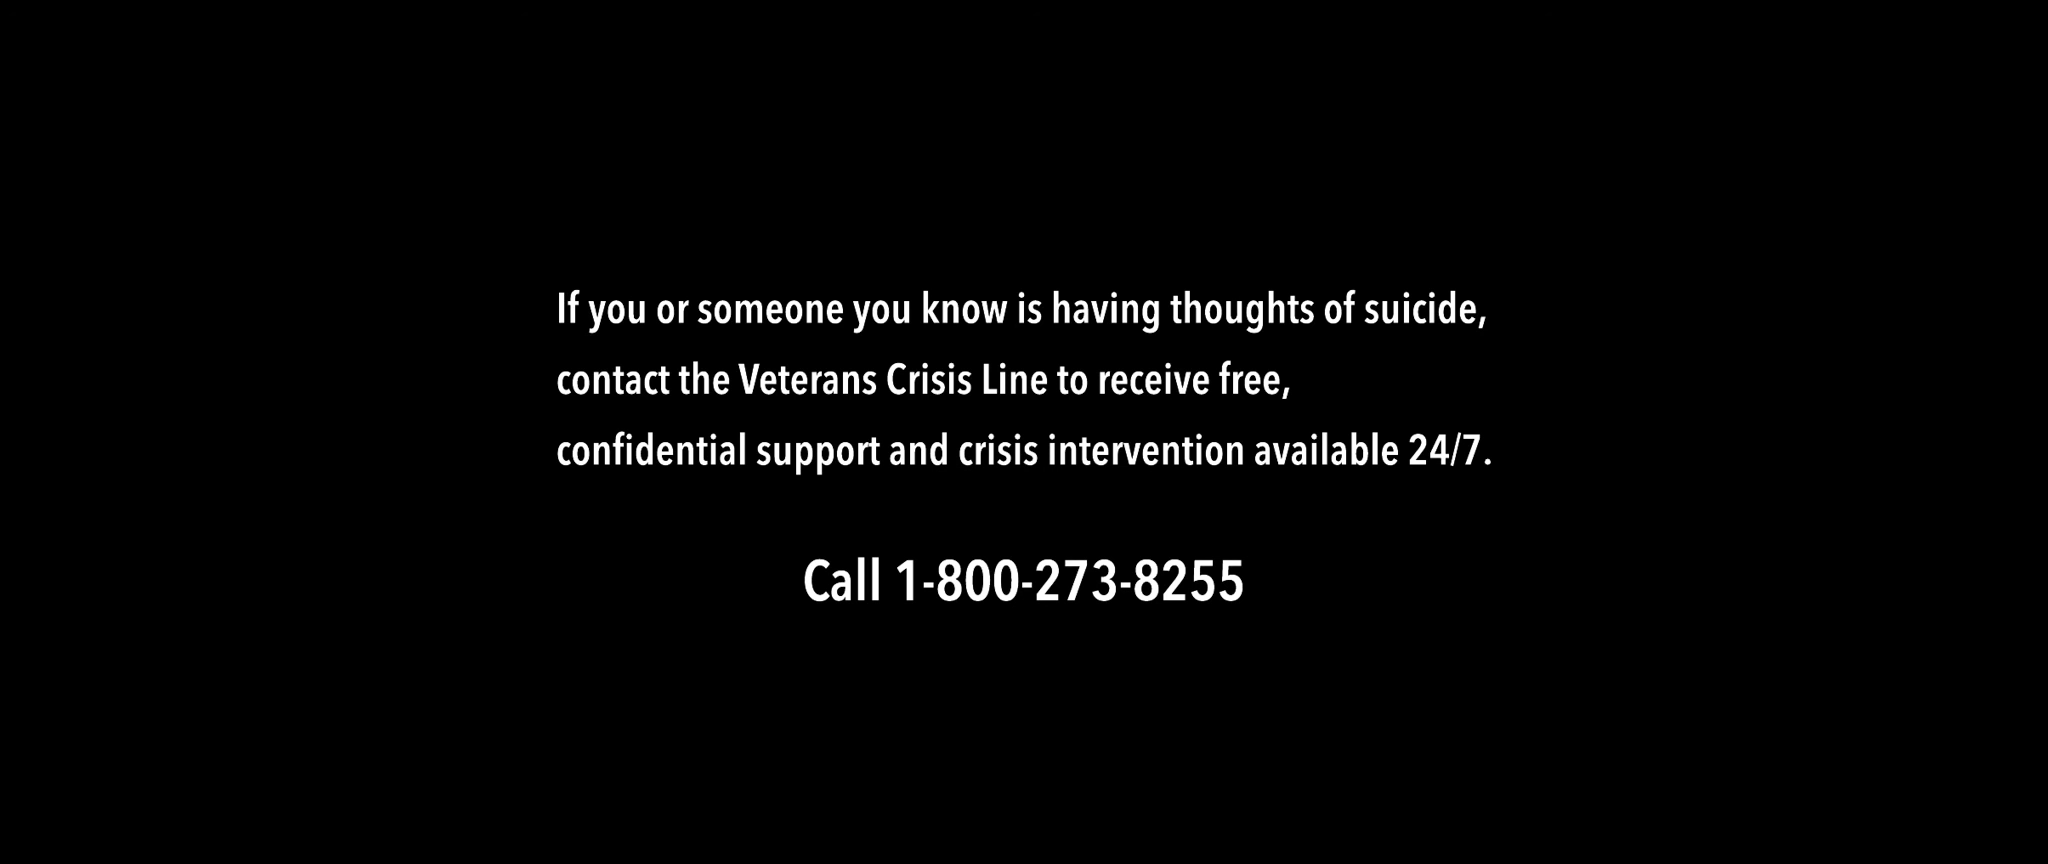 If you or someone you know is having thoughts of suicide,
contact the Veterans Crisis Line to receive free,
confidential support and crisis intervention available 24/7.
Call 1-800-273-8255